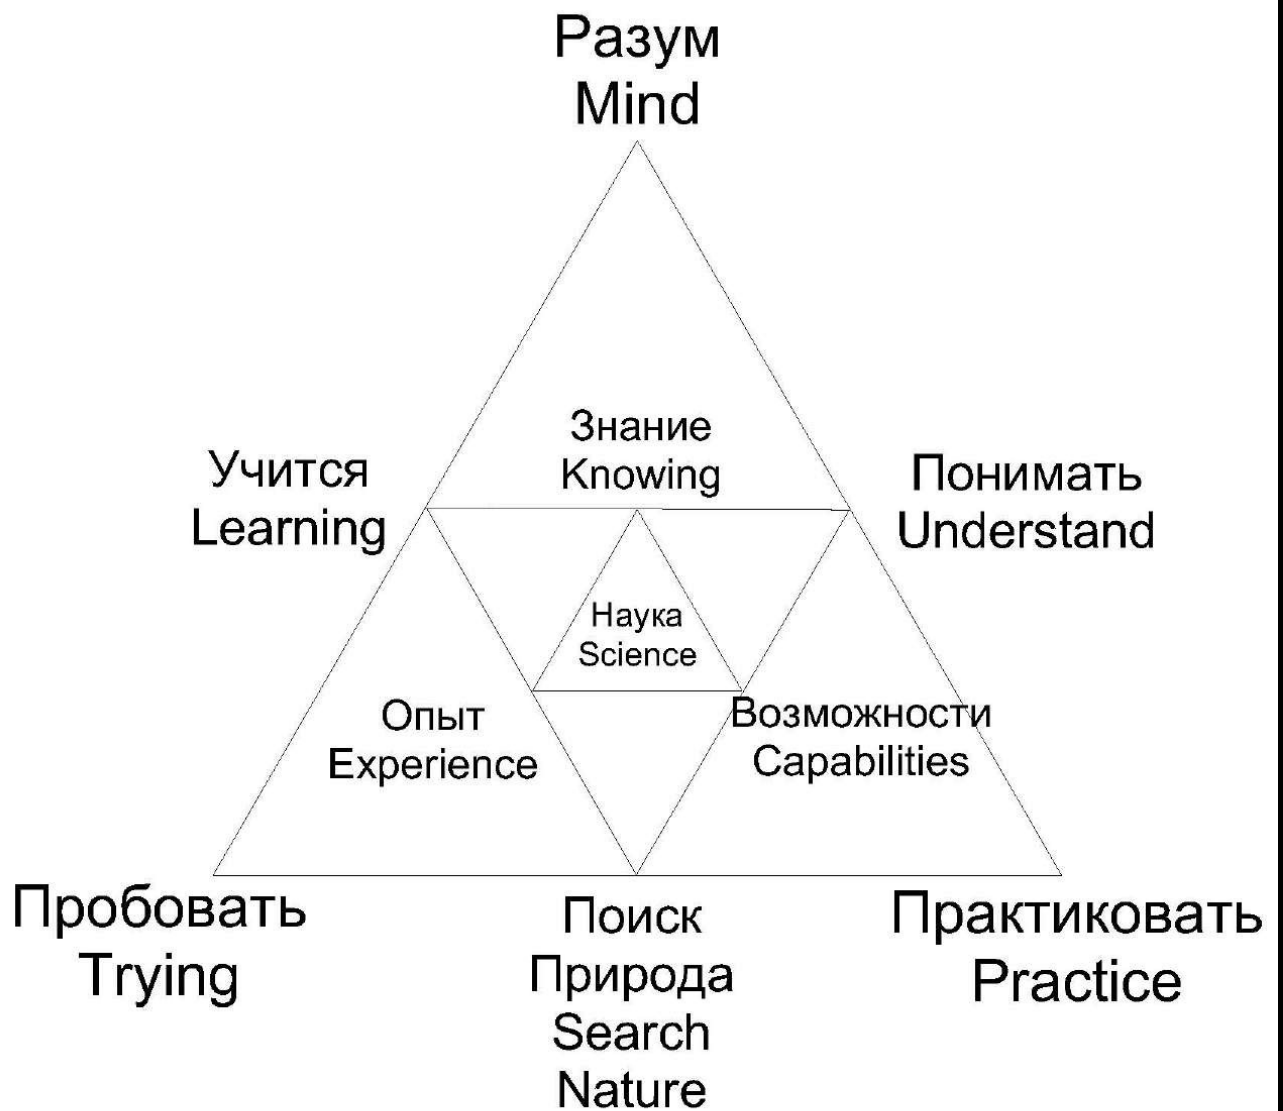 Разум
Mind
Знание
Knowing
Учится
Learning
Понимать
Understand
Наука
Science
Опыт
Experience
Возможности
Capabilities
Пробовать
Trying
Поиск
Природа
Search
Nature
Практиковать
Practice